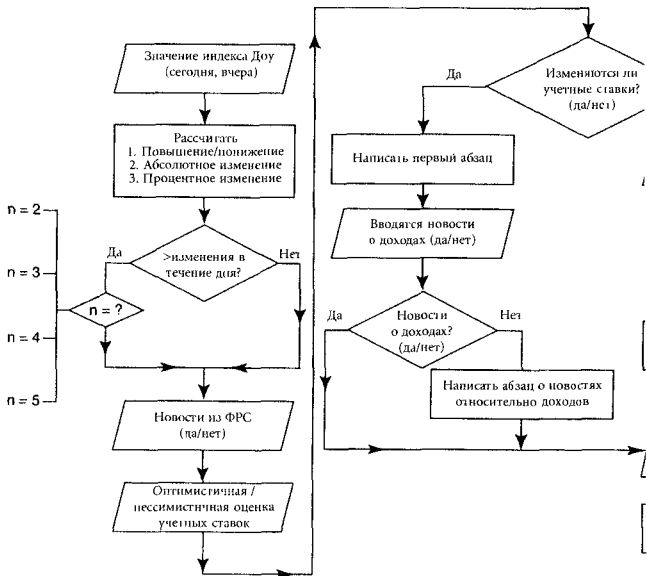 Значение индекса Доу
(сегодня, вчера)
Рассчитать
1. Повышение/понижение
2. Абсолютное изменение
3. Процентное изменение
n = 2
Да
>изменения в
течение дня?
Нет
n = 3
n = ?
n = 4
n = 5
Новости из ФРС
(да/нет)
Оптимистичная /
пессимистичная оценка
учетных ставок
Изменяются ли
учетные ставки?
(да/нет)
Да
Написать первый абзац
Вводятся новости
о доходах (да/нет)
Да
Новости
о доходах?
(да/нет)
Нет
Написать абзац о новостях
относительно доходов